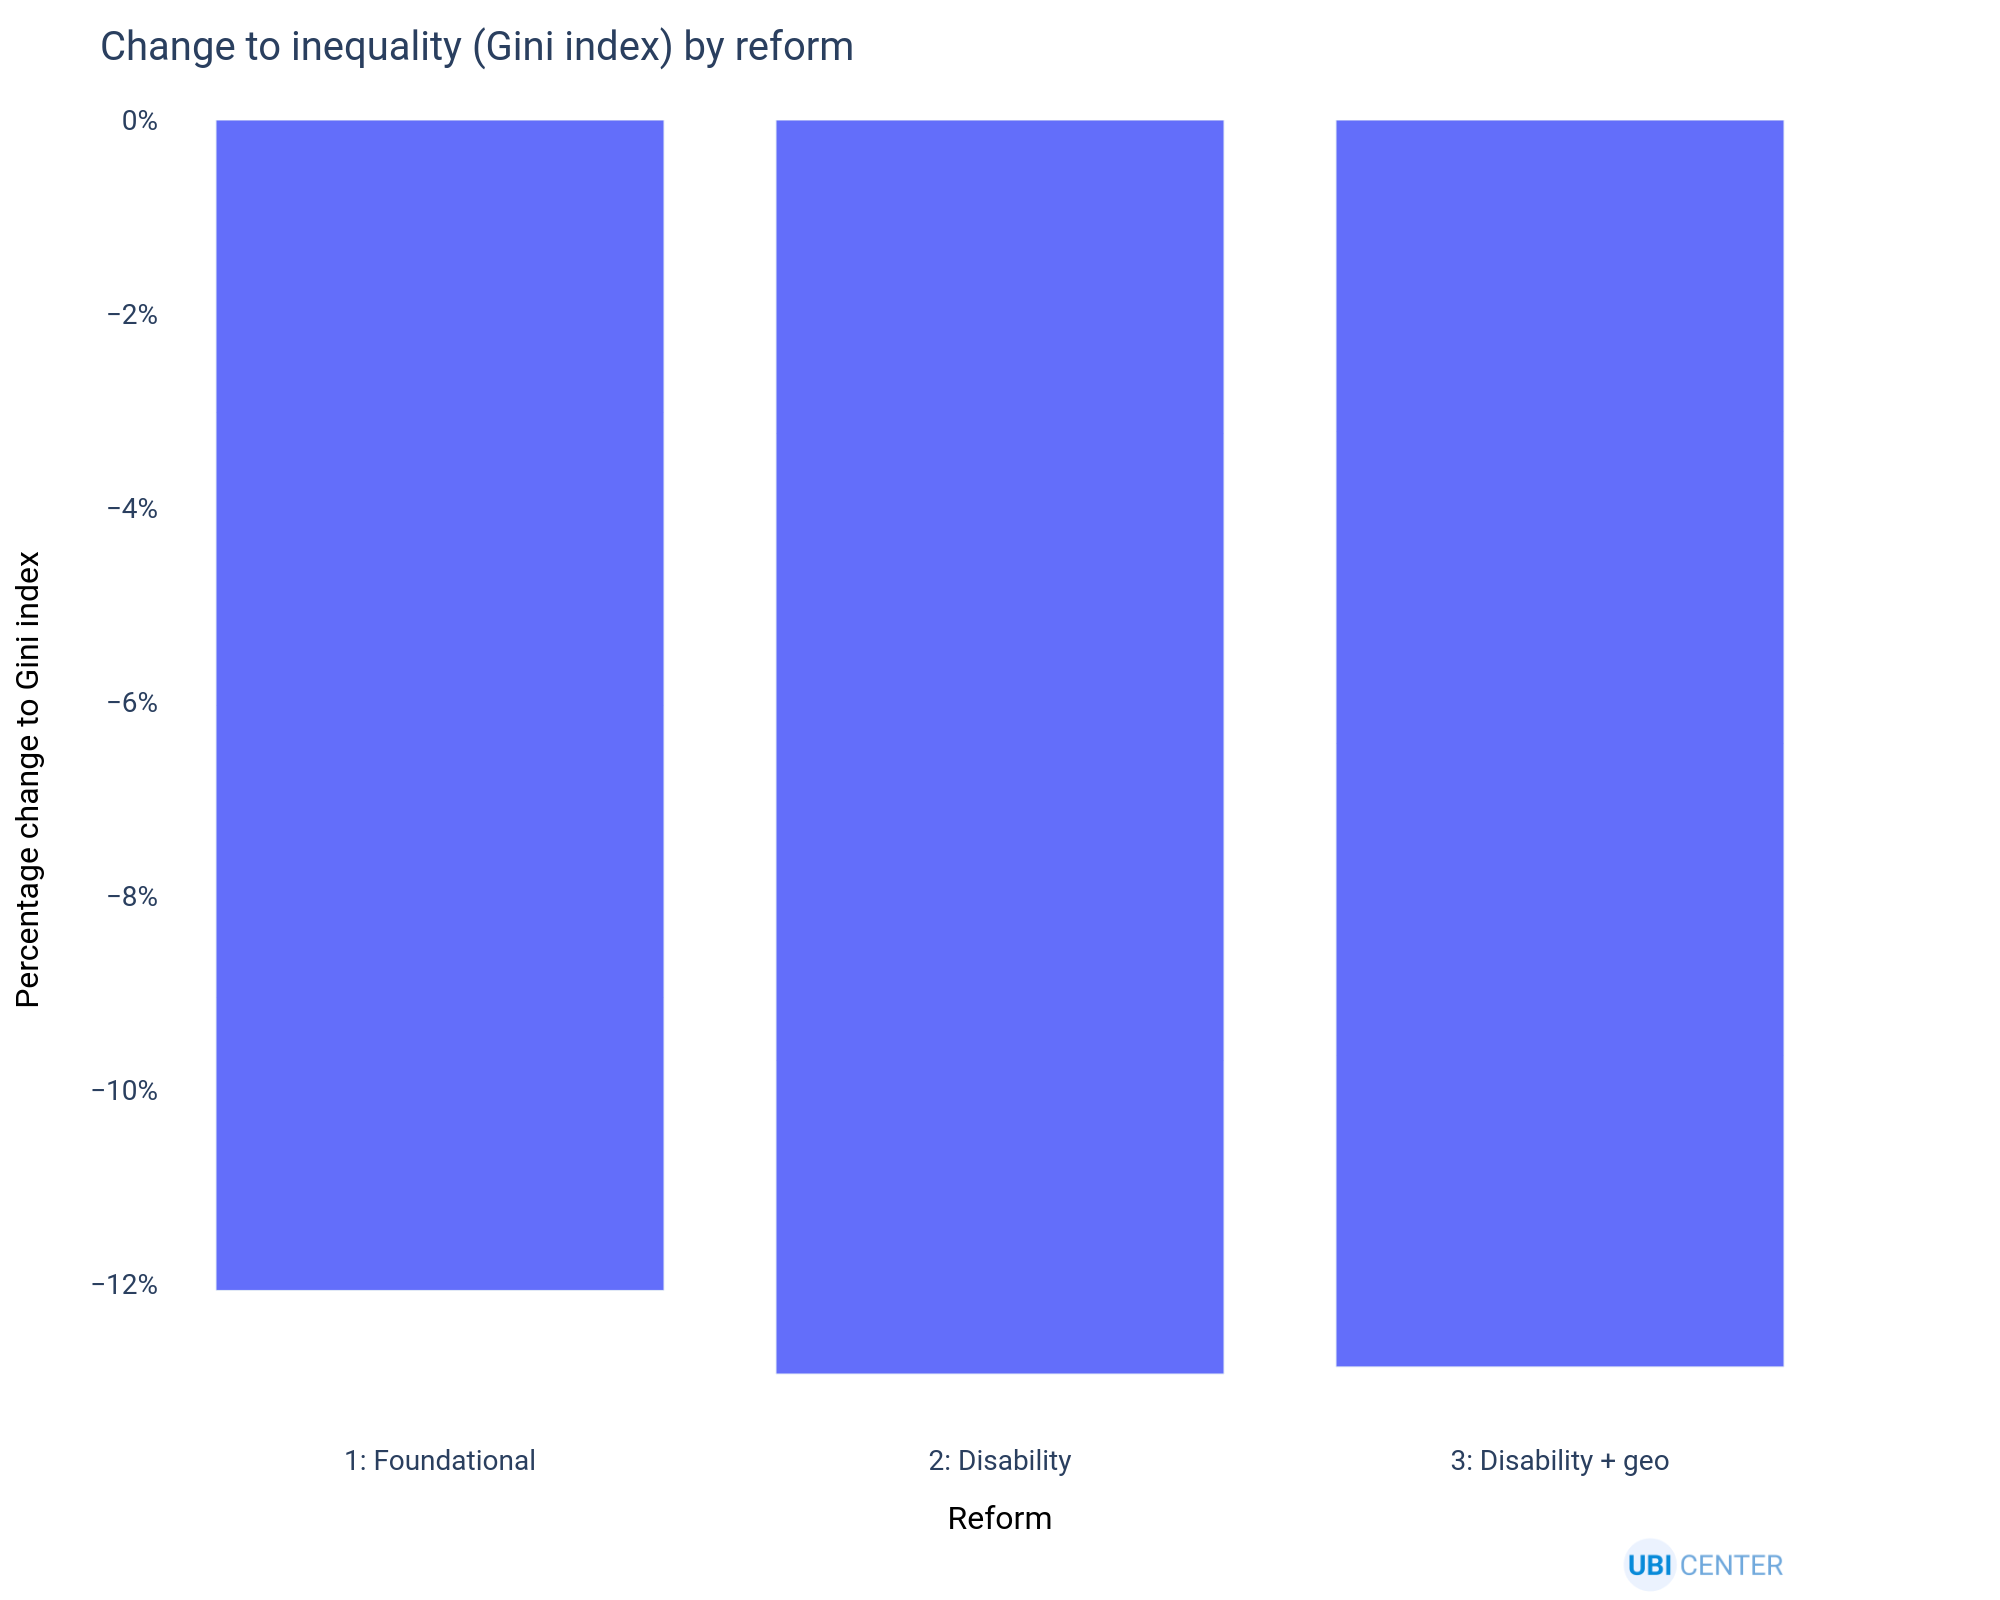 Change to inequality (Gini index) by reform
0%
−2%
−4%
−6%
−8%
−10%
−12%
Percentage change to Gini index
1: Foundational
2: Disability
3: Disability + geo
Reform
UBI CENTER